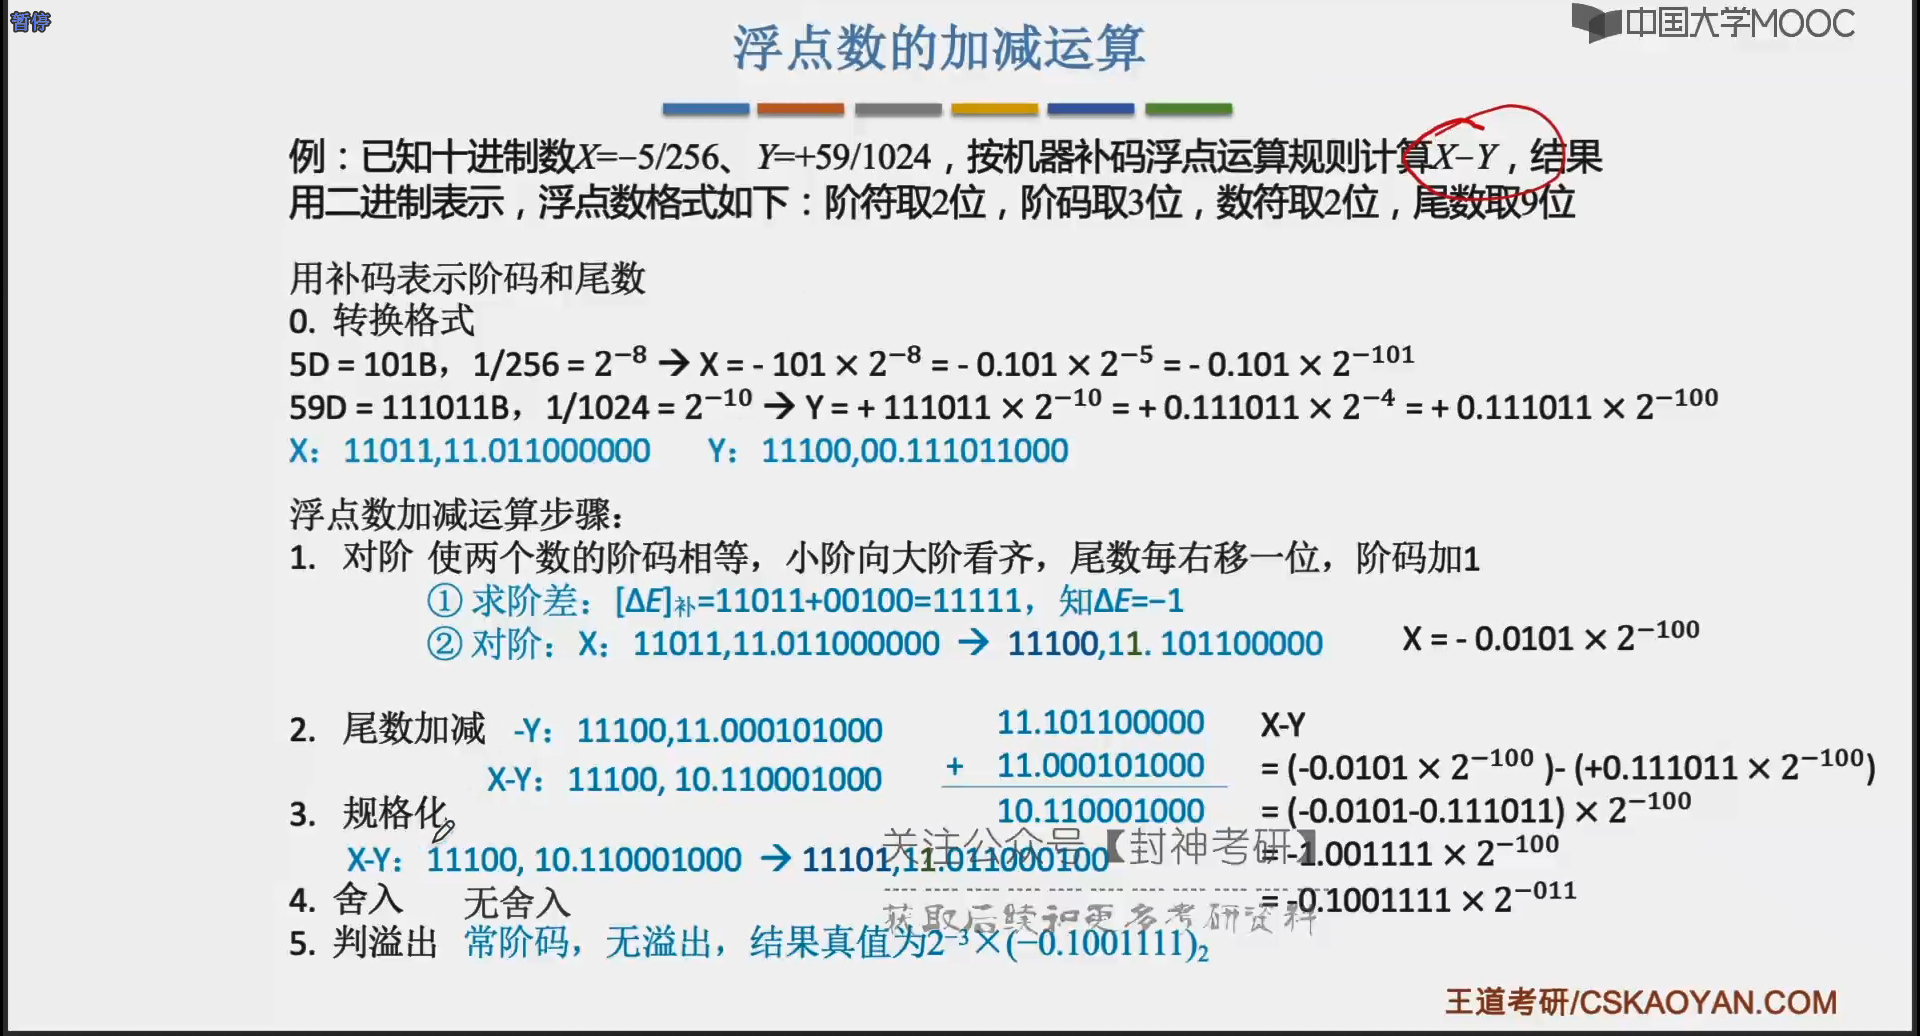 暂停
中国大学MOOC
浮点数的加减运算
例：已知十进制数X=−5/256、Y=+59/1024，按机器补码浮点运算规则计算X−Y，结果
用二进制表示，浮点数格式如下：阶符取2位，阶码取3位，数符取2位，尾数取9位
用补码表示阶码和尾数
0. 转换格式
5D = 101B，1/256 = 2⁻⁸ → X = - 101 × 2⁻⁸ = - 0.101 × 2⁻⁵ = - 0.101 × 2⁻¹⁰¹
59D = 111011B，1/1024 = 2⁻¹⁰ → Y = + 111011 × 2⁻¹⁰ = + 0.111011 × 2⁻⁴ = + 0.111011 × 2⁻¹⁰⁰
X：11011,11.011000000 Y：11100,00.111011000
浮点数加减运算步骤：
1. 对阶 使两个数的阶码相等，小阶向大阶看齐，尾数每右移一位，阶码加1
① 求阶差：[ΔE]补=11011+00100=11111，知ΔE=−1
② 对阶：X：11011,11.011000000 → 11100,11. 101100000 X = - 0.0101 × 2⁻¹⁰⁰
2. 尾数加减 -Y：11100,11.000101000
X-Y：11100, 10.110001000
11.101100000
+ 11.000101000
10.110001000
X-Y
= (-0.0101 × 2⁻¹⁰⁰ )- (+0.111011 × 2⁻¹⁰⁰)
= (-0.0101-0.111011) × 2⁻¹⁰⁰
= -1.001111 × 2⁻¹⁰⁰
= -0.1001111 × 2⁻⁰¹¹
3. 规格化
X-Y：11100, 10.110001000 → 11101,11.011000100
关注公众号【封神考研】
获取后续和更多考研资料
4. 舍入 无舍入
5. 判溢出 常阶码，无溢出，结果真值为2⁻³×(−0.1001111)₂
王道考研/CSKAOYAN.COM